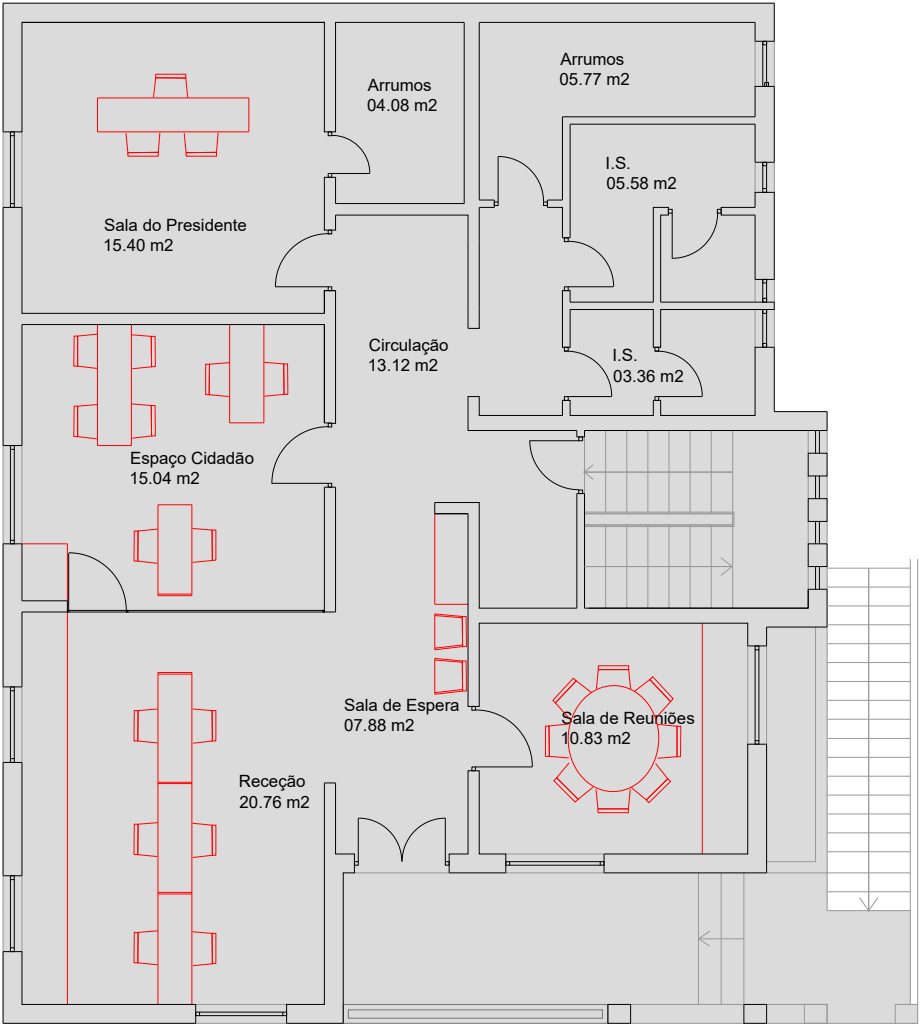 Arrumos
05.77 m2
Arrumos
04.08 m2
I.S.
05.58 m2
Sala do Presidente
15.40 m2
Circulação
13.12 m2
I.S.
03.36 m2
Espaço Cidadão
15.04 m2
Sala de Espera
07.88 m2
Sala de Reuniões
10.83 m2
Receção
20.76 m2